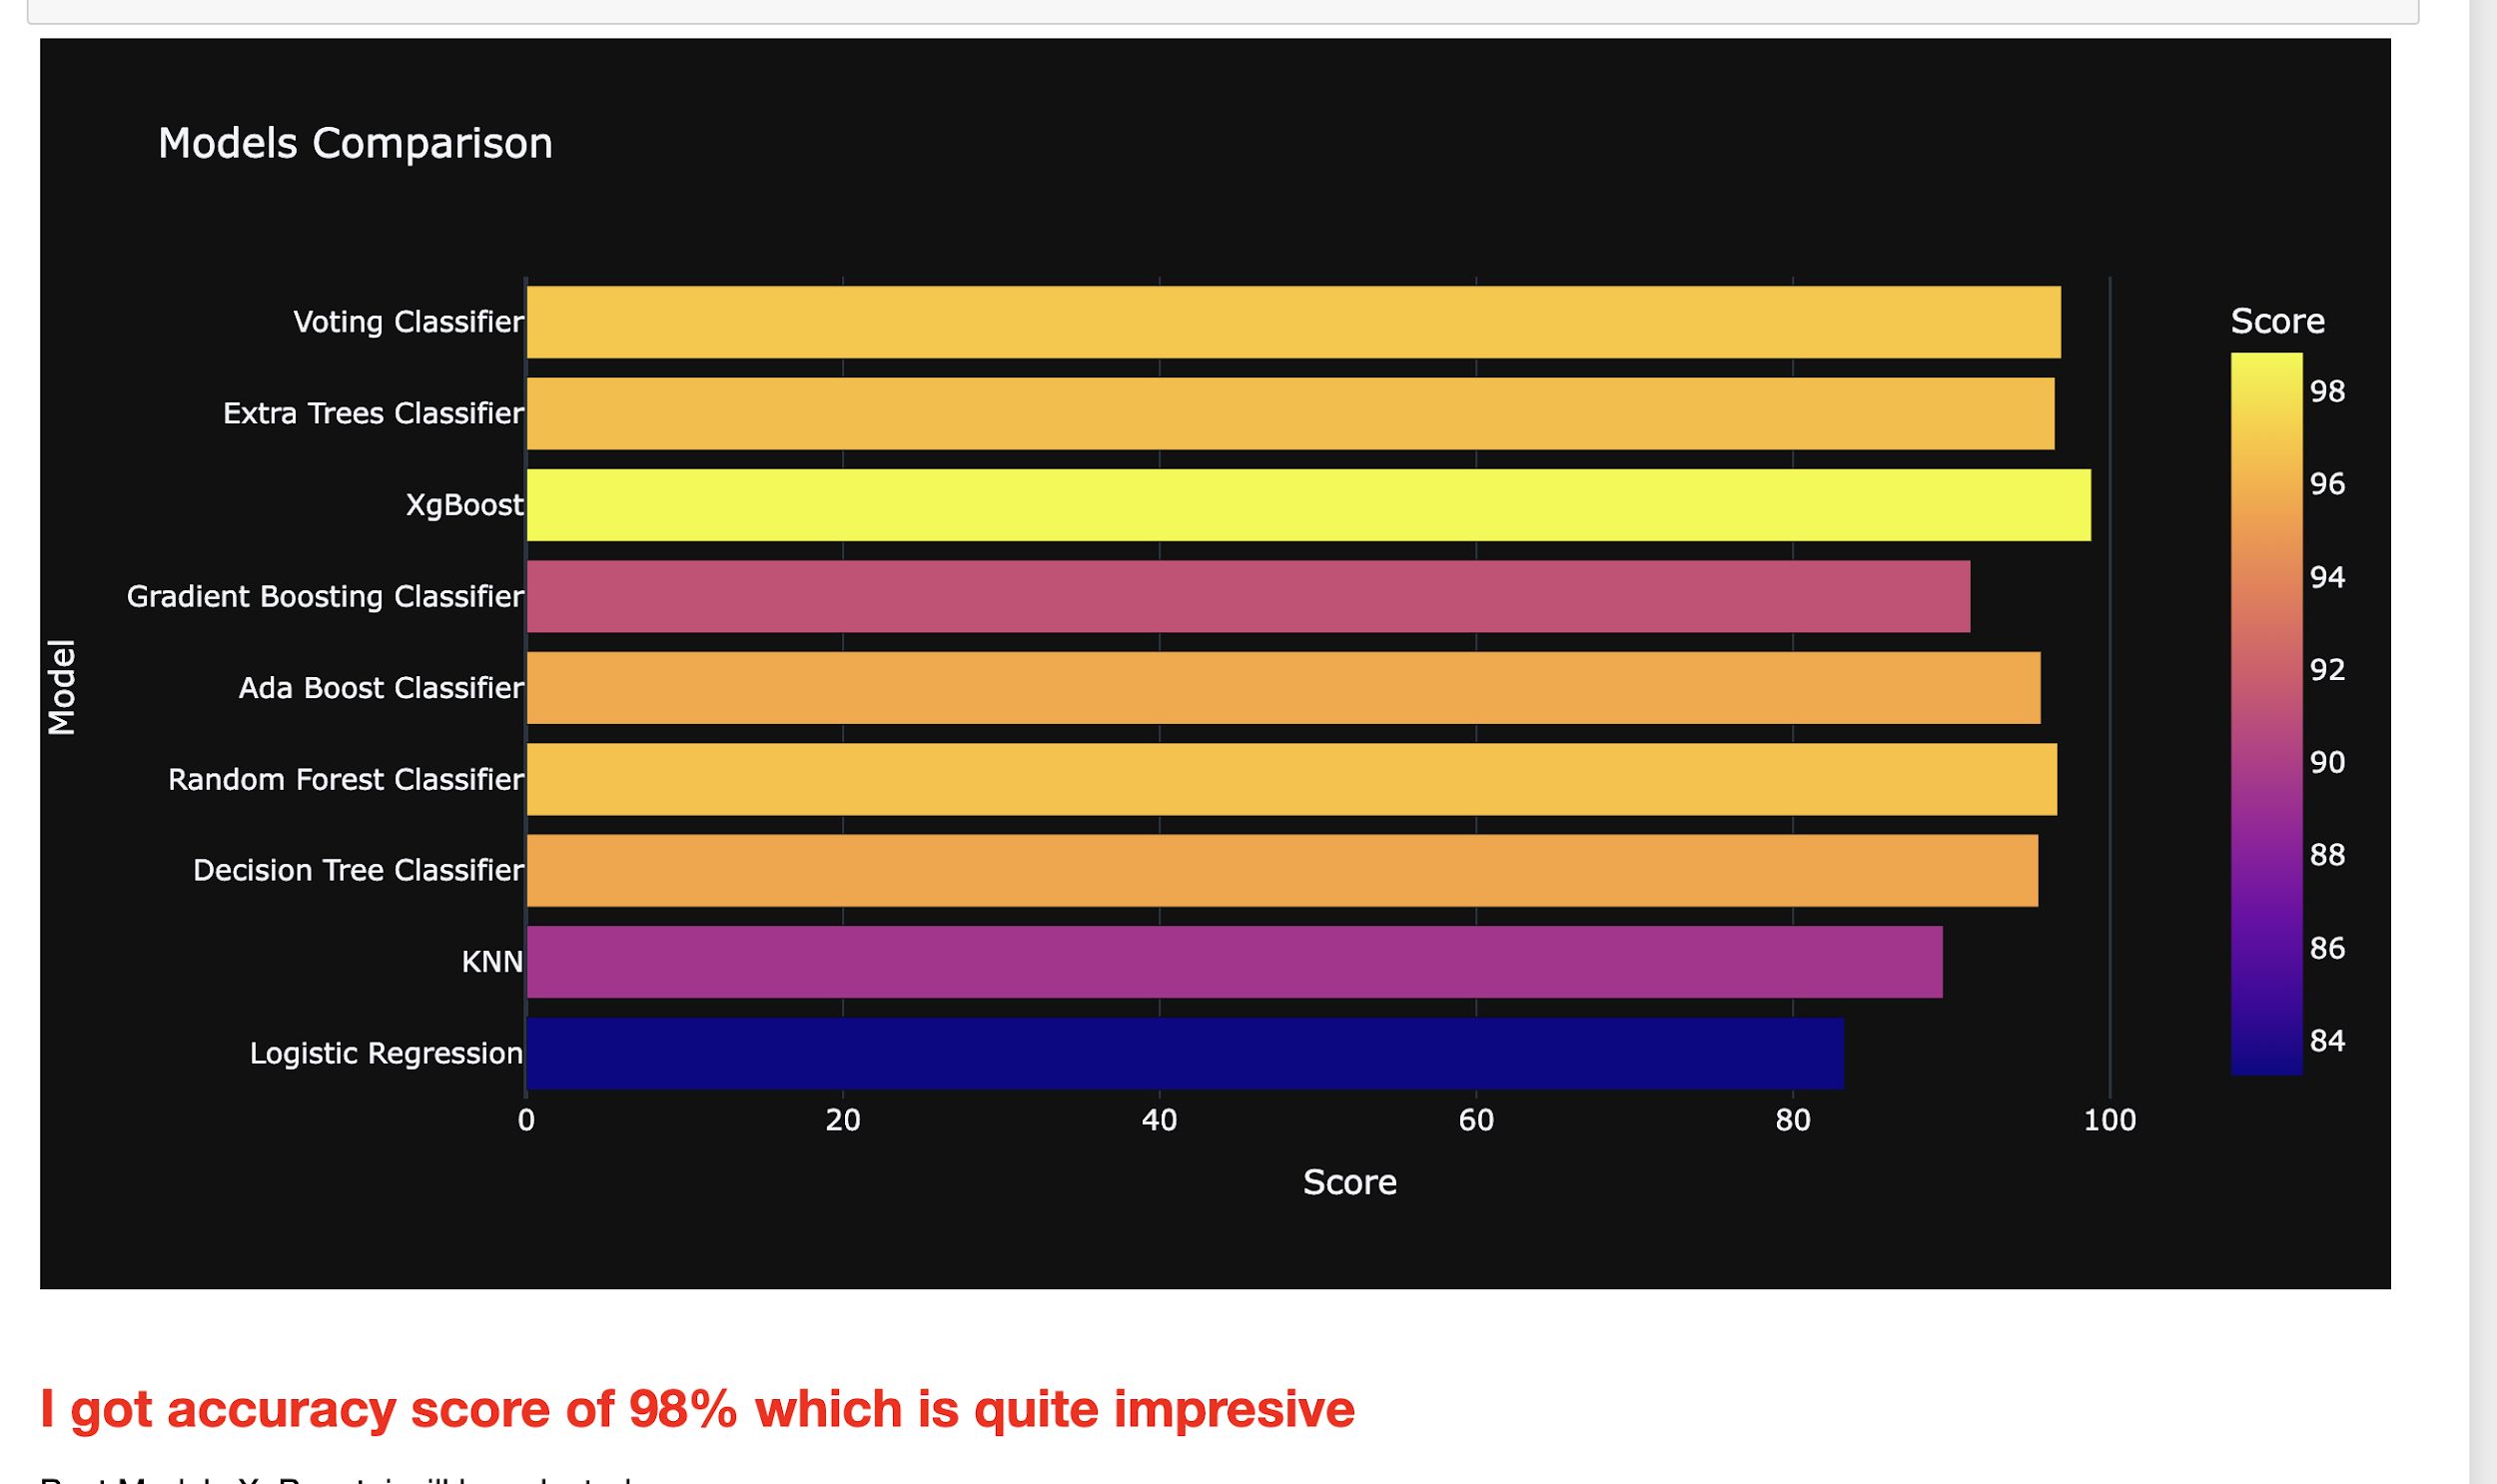 Models Comparison
Voting Classifier
Extra Trees Classifier
XgBoost
Gradient Boosting Classifier
Ada Boost Classifier
Random Forest Classifier
Decision Tree Classifier
KNN
Logistic Regression
Model
0 20 40 60 80 100
Score
Score
98
96
94
92
90
88
86
84
I got accuracy score of 98% which is quite impresive